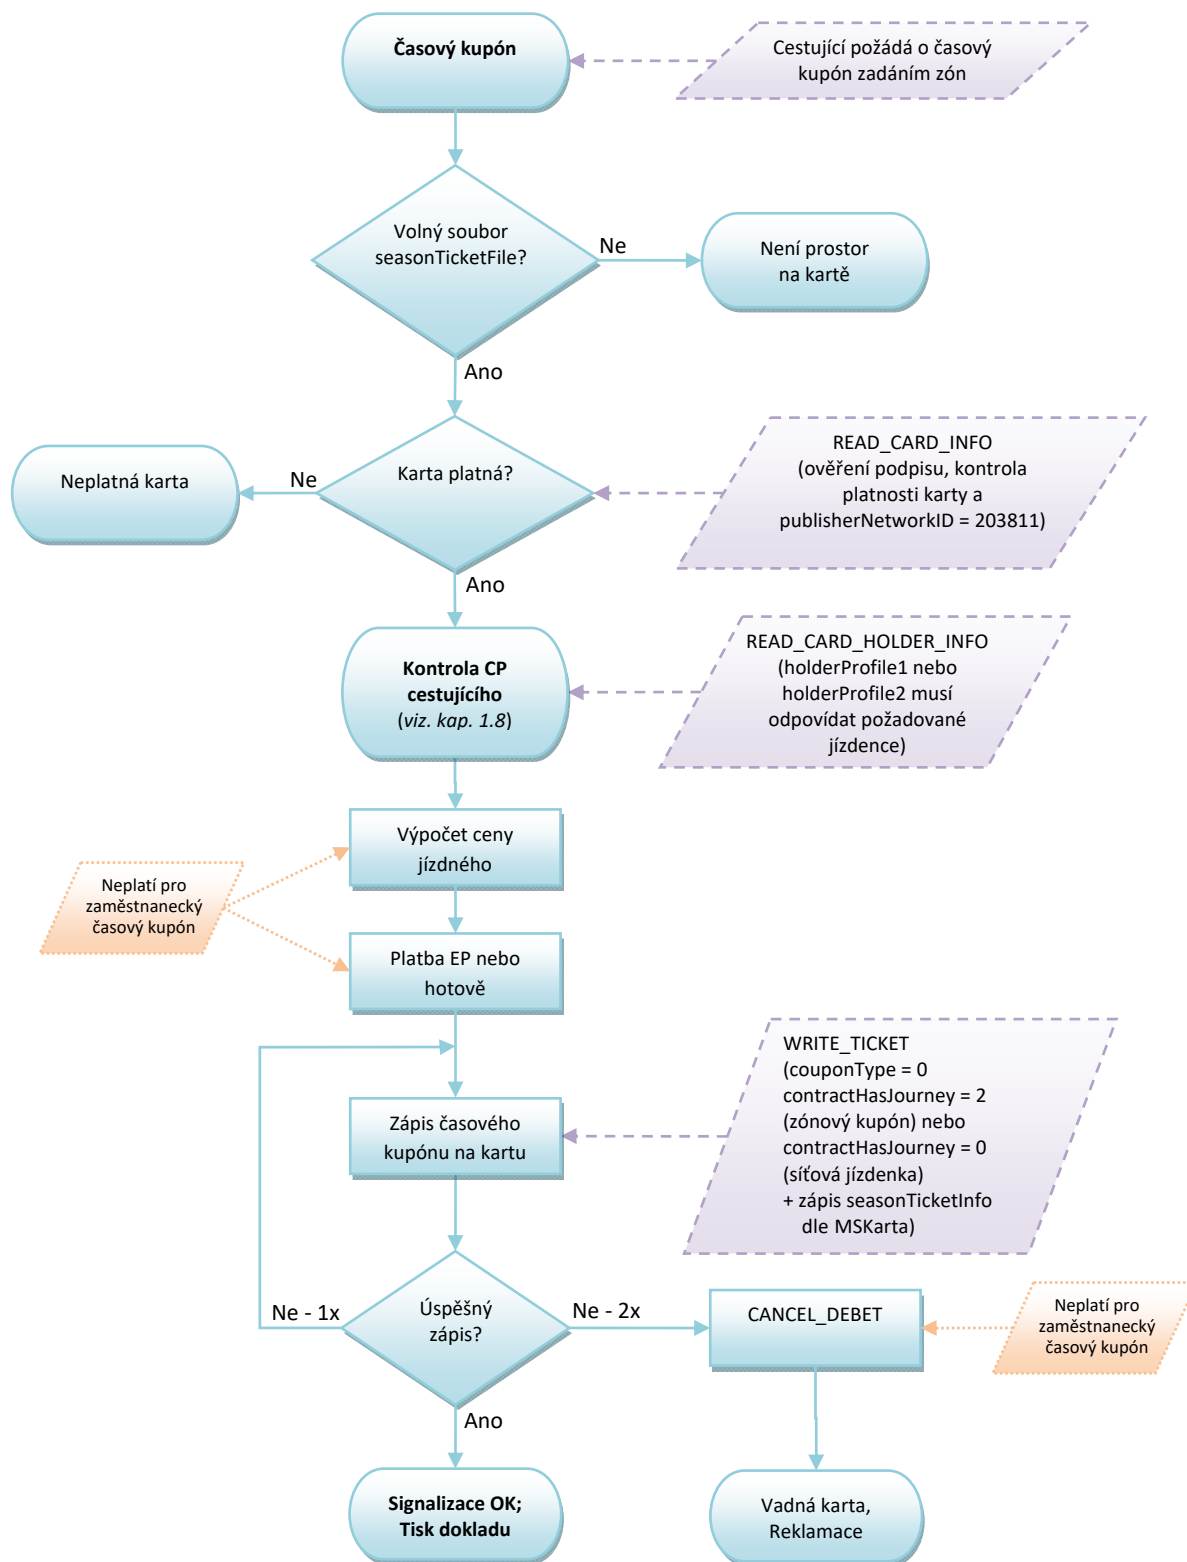 Časový kupón
Cestující požádá o časový
kupón zadáním zón
Volný soubor
seasonTicketFile?
Ne
Není prostor
na kartě
Ano
Neplatná karta
Ne
Karta platná?
READ_CARD_INFO
(ověření podpisu, kontrola
platnosti karty a
publisherNetworkID = 203811)
Ano
Kontrola CP
cestujícího
(viz. kap. 1.8)
READ_CARD_HOLDER_INFO
(holderProfile1 nebo
holderProfile2 musí
odpovídat požadované
jízdence)
Výpočet ceny
jízdného
Neplatí pro
zaměstnanecký
časový kupón
Platba EP nebo
hotově
WRITE_TICKET
(couponType = 0
contractHasJourney = 2
(zónový kupón) nebo
contractHasJourney = 0
(síťová jízdenka)
+ zápis seasonTicketInfo
dle MSKarta)
Zápis časového
kupónu na kartu
Ne - 1x
Úspěšný
zápis?
Ne - 2x
CANCEL_DEBET
Neplatí pro
zaměstnanecký
časový kupón
Ano
Signalizace OK;
Tisk dokladu
Vadná karta,
Reklamace